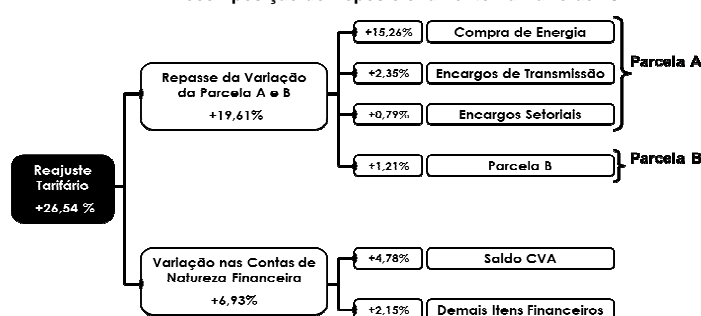 +15,26% Compra de Energia
Parcela A
Repasse da Variação
da Parcela A e B
+19,61%
+2,35% Encargos de Transmissão
+0,79% Encargos Setoriais
+1,21% Parcela B
Parcela B
Reajuste
Tarifário
+26,54 %
Variação nas Contas de
Natureza Financeira
+6,93%
+4,78% Saldo CVA
+2,15% Demais Itens Financeiros